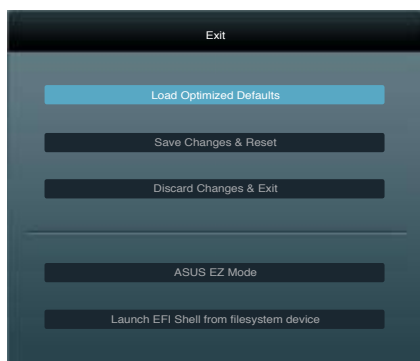 Exit
Load Optimized Defaults
Save Changes & Reset
Discard Changes & Exit
ASUS EZ Mode
Launch EFI Shell from filesystem device